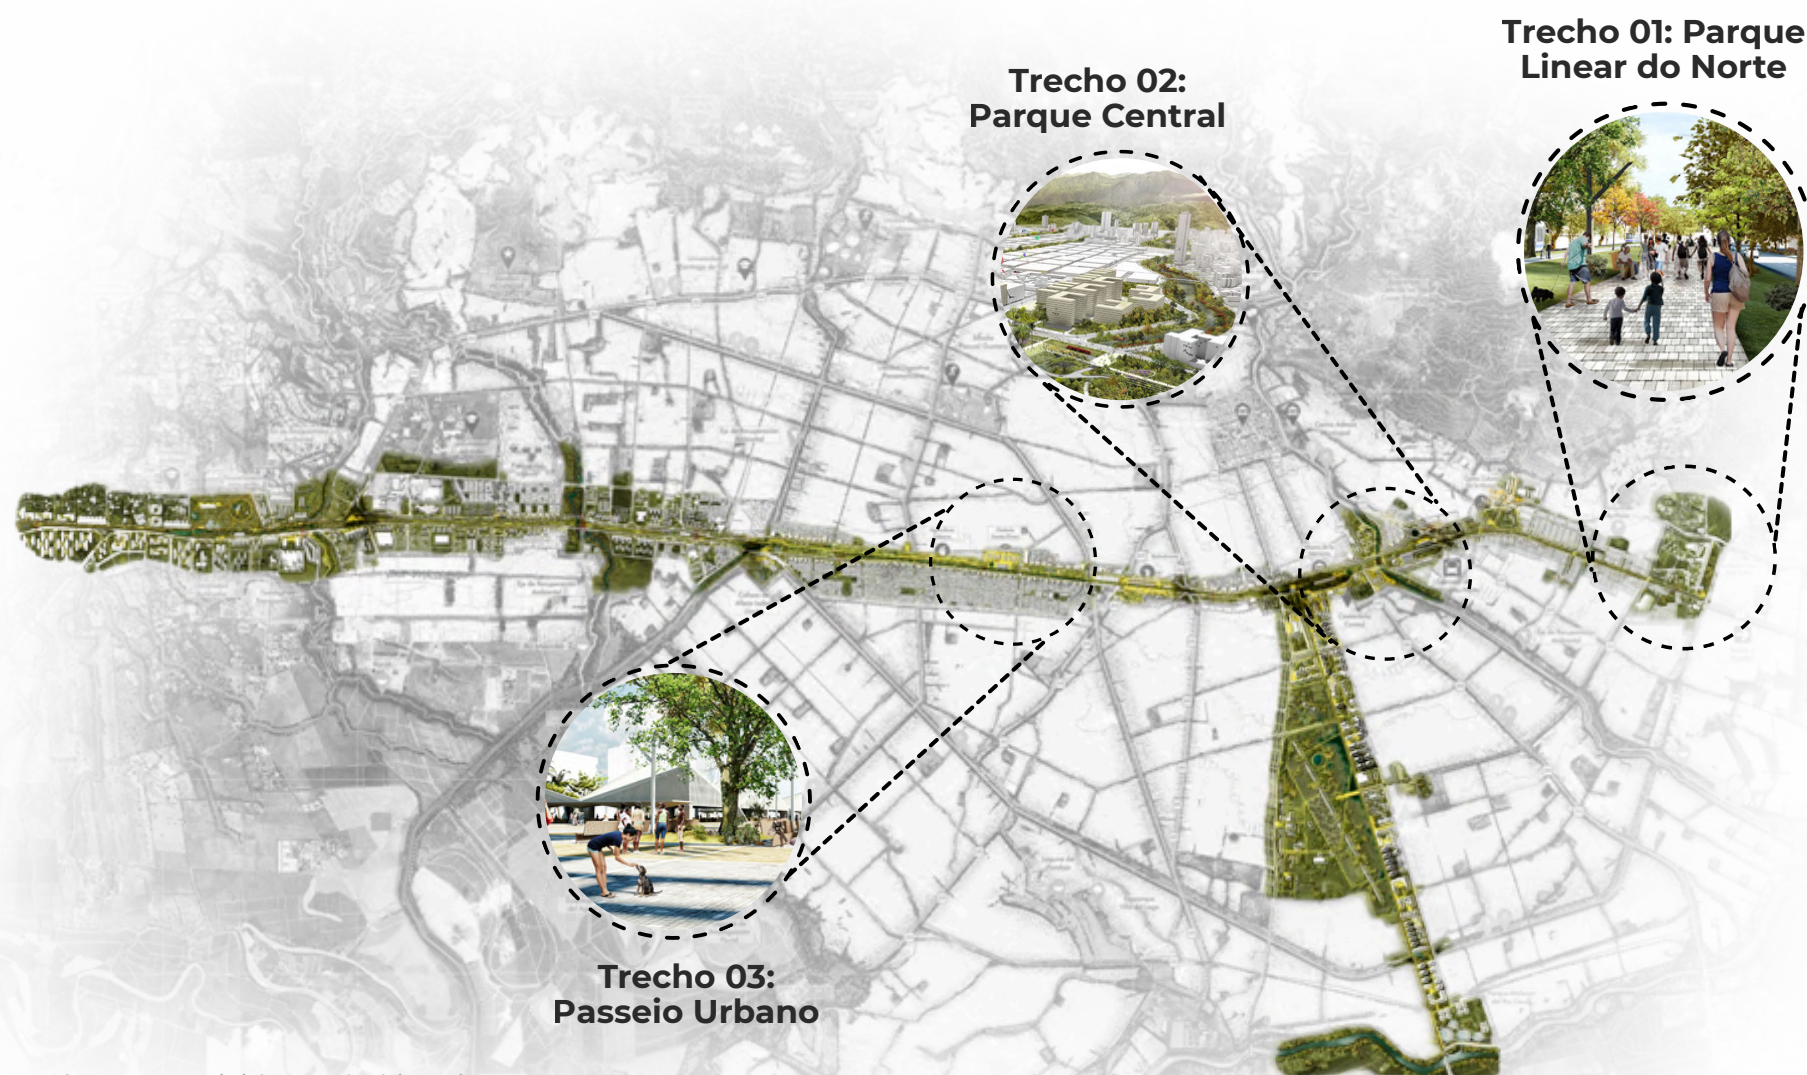 Trecho 01: Parque
Linear do Norte
Trecho 02:
Parque Central
Trecho 03:
Passeio Urbano